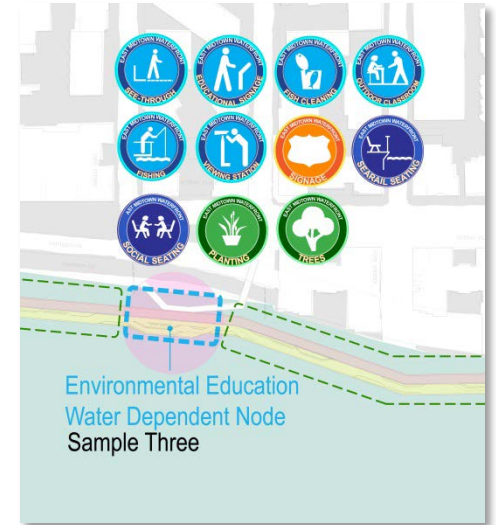 EAST MIDTOWN WATERFRONT
SEE-THROUGH
EAST MIDTOWN WATERFRONT
EDUCATIONAL SIGNAGE
EAST MIDTOWN WATERFRONT
FISH CLEANING
EAST MIDTOWN WATERFRONT
OUTDOOR CLASSROOM
EAST MIDTOWN WATERFRONT
FISHING
EAST MIDTOWN WATERFRONT
VIEWING STATION
EAST MIDTOWN WATERFRONT
SIGNAGE
EAST MIDTOWN WATERFRONT
SEARAIL SEATING
EAST MIDTOWN WATERFRONT
SOCIAL SEATING
EAST MIDTOWN WATERFRONT
PLANTING
EAST MIDTOWN WATERFRONT
TREES
Environmental Education
Water Dependent Node
Sample Three